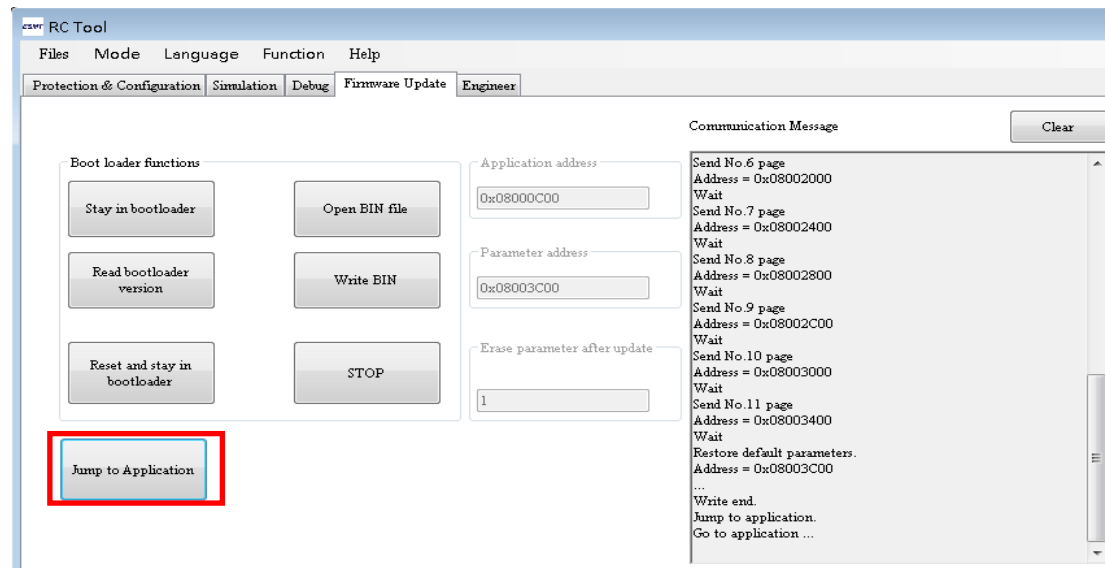 ESMT RC Tool
Files Mode Language Function Help
Protection & Configuration Simulation Debug Firmware Update Engineer
Communication Message
Clear
Boot loader functions
Stay in bootloader
Open BIN file
Read bootloader
version
Write BIN
Reset and stay in
bootloader
STOP
Jump to Application
Application address
0x08000C00
Parameter address
0x08003C00
Erase parameter after update
1
Send No.6 page
Address = 0x08002000
Wait
Send No.7 page
Address = 0x08002400
Wait
Send No.8 page
Address = 0x08002800
Wait
Send No.9 page
Address = 0x08002C00
Wait
Send No.10 page
Address = 0x08003000
Wait
Send No.11 page
Address = 0x08003400
Wait
Restore default parameters.
Address = 0x08003C00
...
Write end.
Jump to application.
Go to application ...